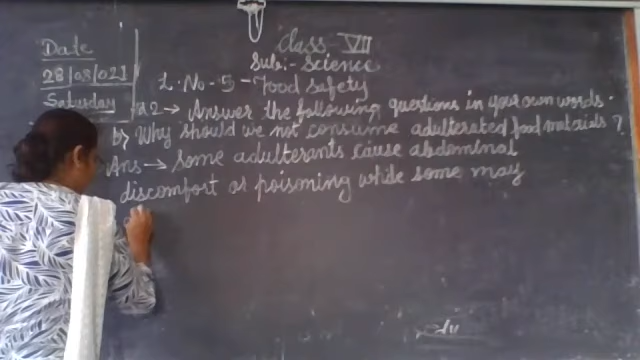 Date
28/08/021
Saturday
Class - VII
Sub:- Science
L. No - 5 - Food Safety
2 → Answer the following questions in your own words.
b> Why should we not consume adulterated food materials ?
Ans → Some adulterants cause abdominal
discomfort or poisoning while some may